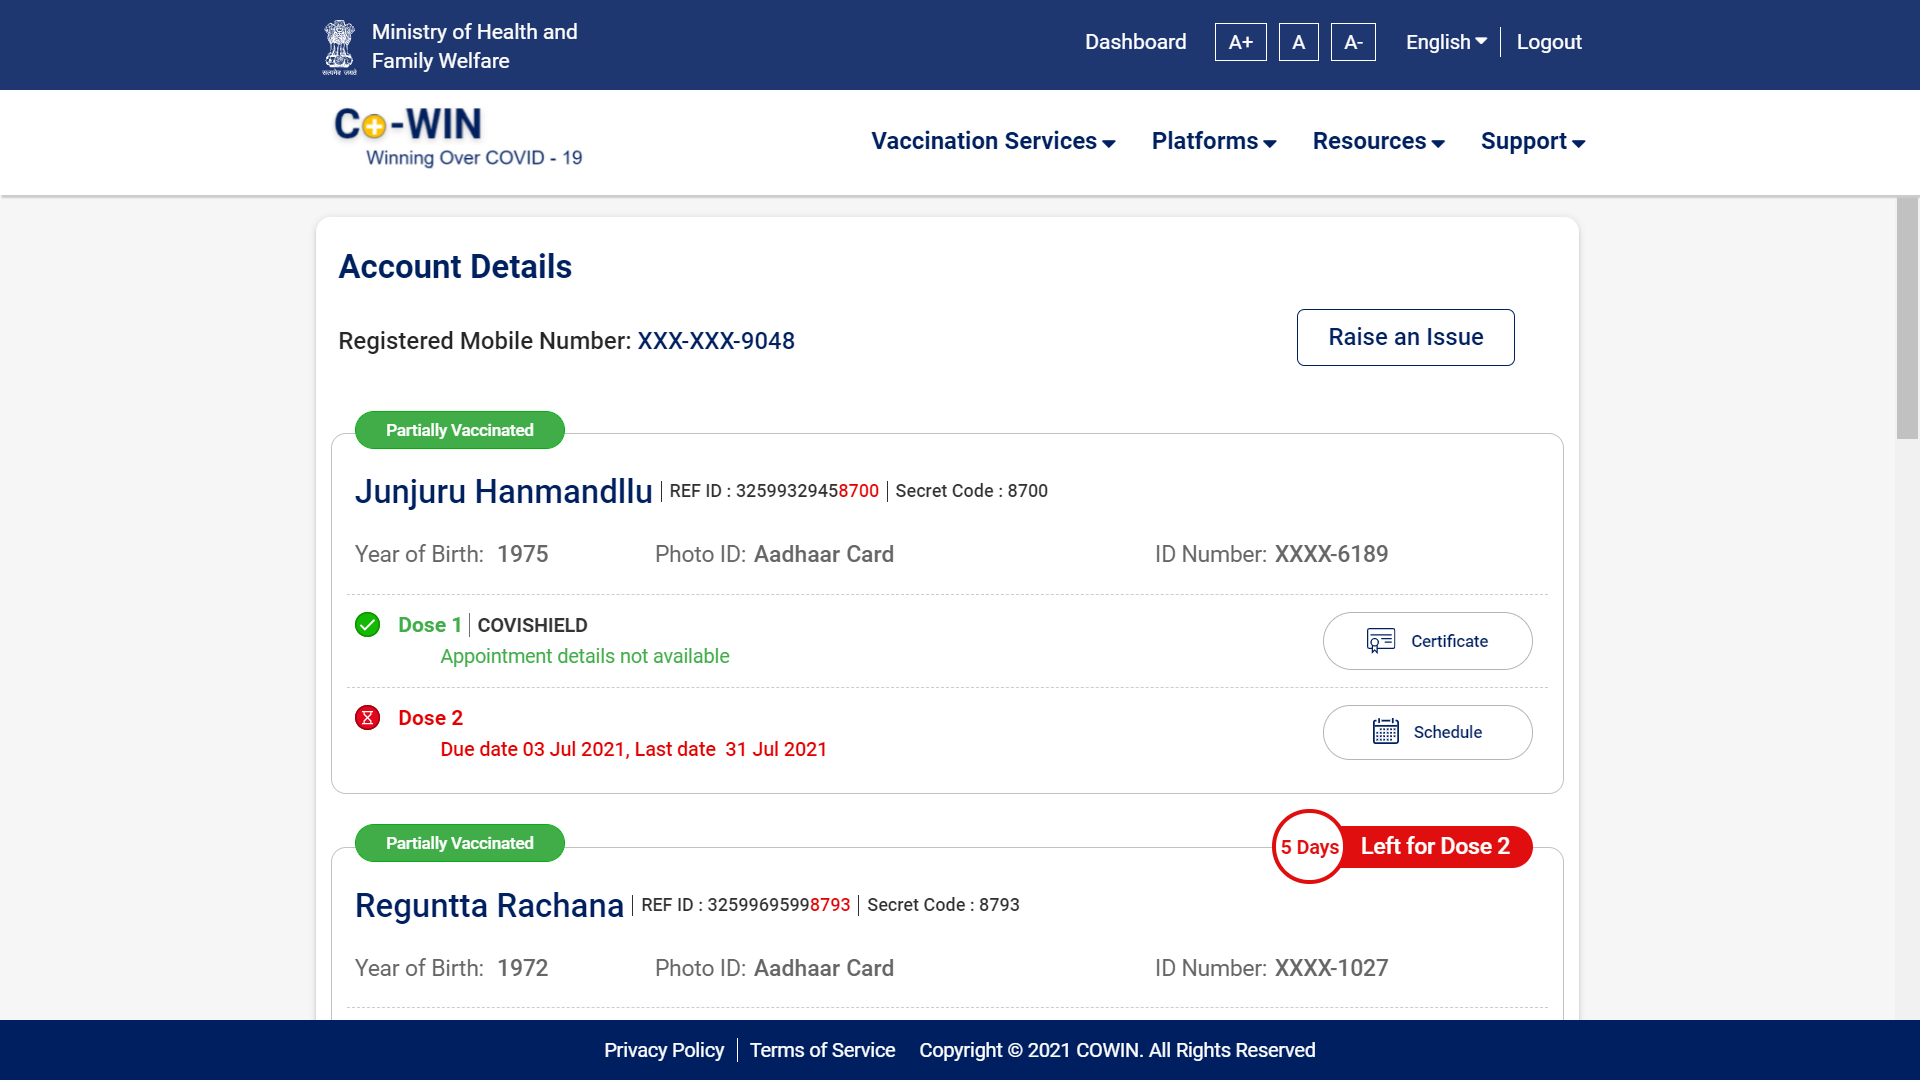 Ministry of Health and
Family Welfare
सत्यमेव जयते
Dashboard A+ A A- English Logout
Co-WIN
Winning Over COVID - 19
Vaccination Services Platforms Resources Support
Account Details
Registered Mobile Number: XXX-XXX-9048
Raise an Issue
Partially Vaccinated
Junjuru Hanmandllu REF ID : 32599329458700 Secret Code : 8700
Year of Birth: 1975 Photo ID: Aadhaar Card ID Number: XXXX-6189
Dose 1 COVISHIELD
Appointment details not available
Certificate
Dose 2
Due date 03 Jul 2021, Last date 31 Jul 2021
Schedule
Partially Vaccinated
5 Days Left for Dose 2
Reguntta Rachana REF ID : 32599695998793 Secret Code : 8793
Year of Birth: 1972 Photo ID: Aadhaar Card ID Number: XXXX-1027
Privacy Policy Terms of Service Copyright © 2021 COWIN. All Rights Reserved